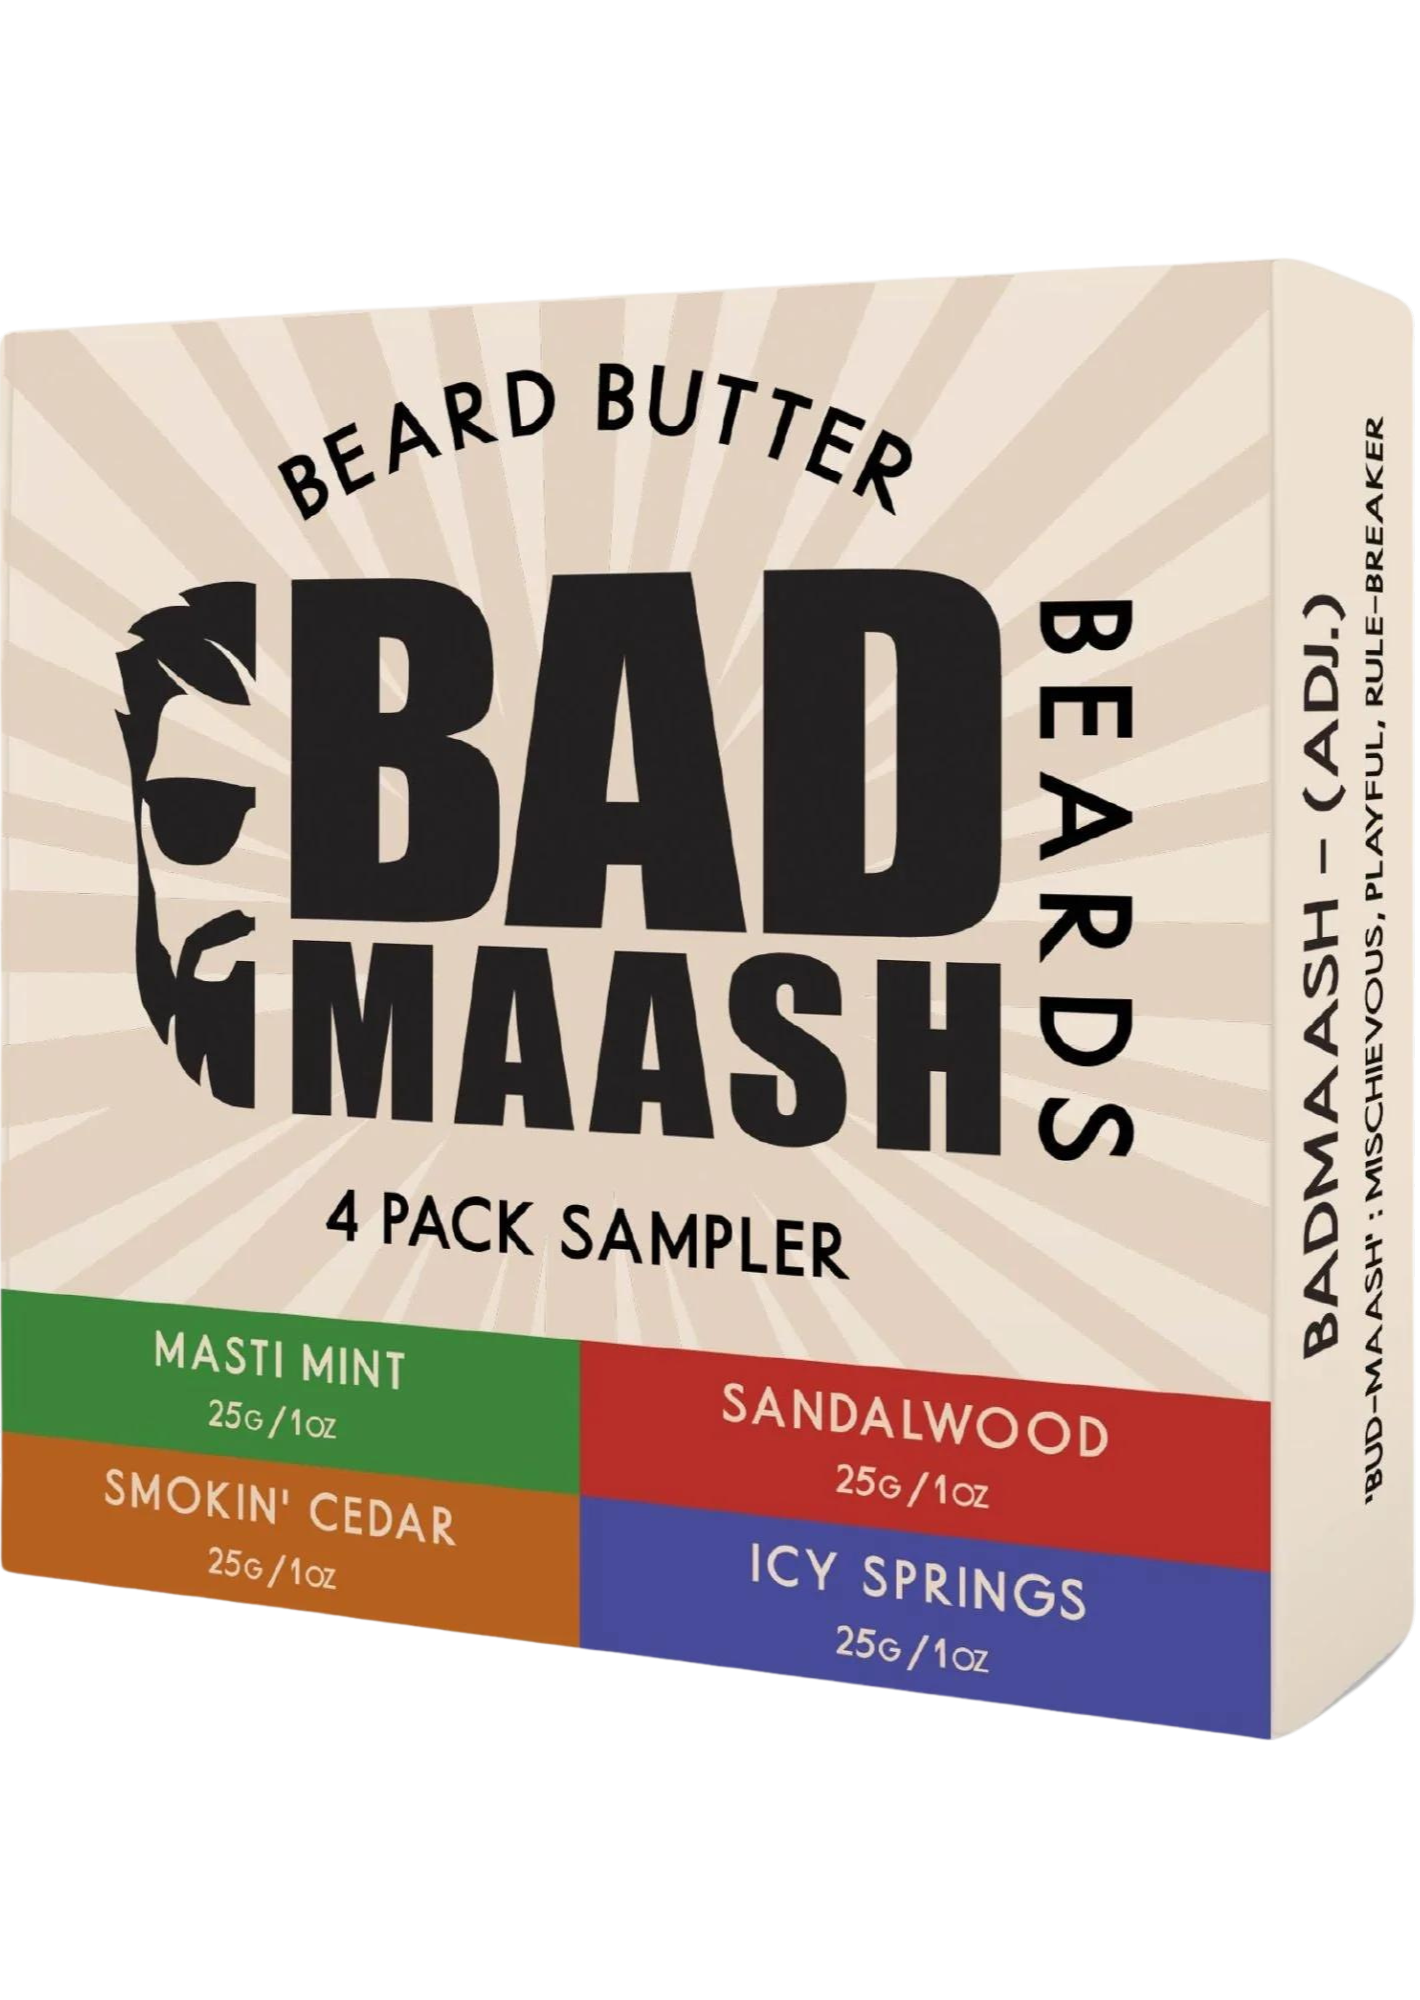 BEARD BUTTER
BAD
MAASH
BEARDS
4 PACK SAMPLER
MASTI MINT
25G/1OZ
SANDALWOOD
25G/1OZ
SMOKIN' CEDAR
25G/1OZ
ICY SPRINGS
25G/1OZ
BADMAASH – (ADJ.)
'BUD-MAASH' : MISCHIEVOUS, PLAYFUL, RULE-BREAKER